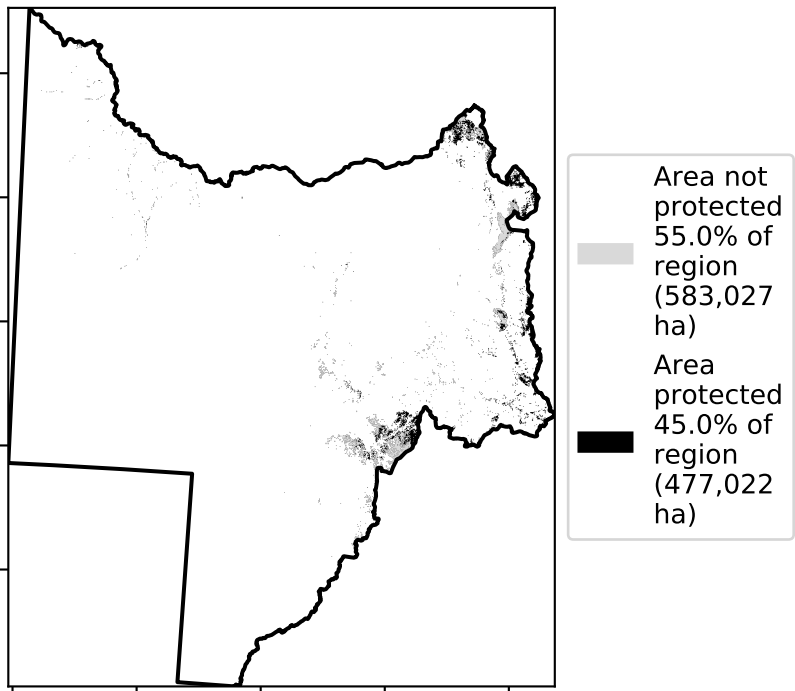 Area not
protected
55.0% of
region
(583,027
ha)
Area
protected
45.0% of
region
(477,022
ha)